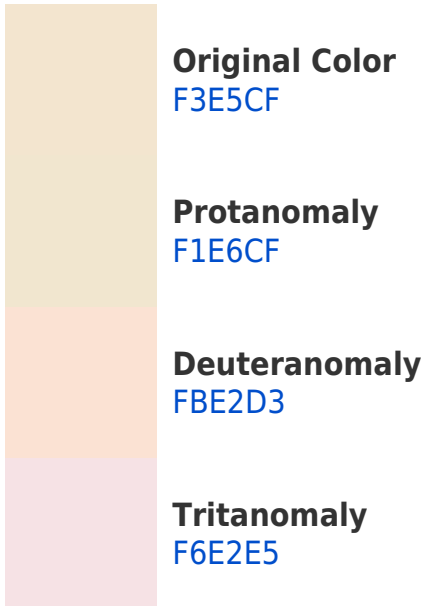 Original Color
F3E5CF
Protanomaly
F1E6CF
Deuteranomaly
FBE2D3
Tritanomaly
F6E2E5